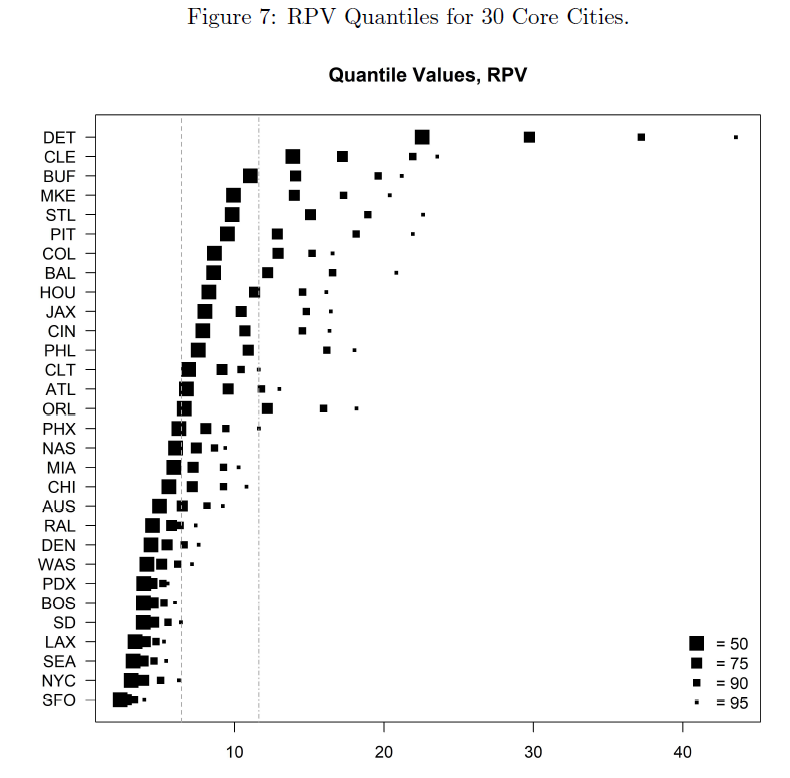 Figure 7: RPV Quantiles for 30 Core Cities.
Quantile Values, RPV
DET
CLE
BUF
MKE
STL
PIT
COL
BAL
HOU
JAX
CIN
PHL
CLT
ATL
ORL
PHX
NAS
MIA
CHI
AUS
RAL
DEN
WAS
PDX
BOS
SD
LAX
SEA
NYC
SFO
= 50
= 75
= 90
= 95
10 20 30 40